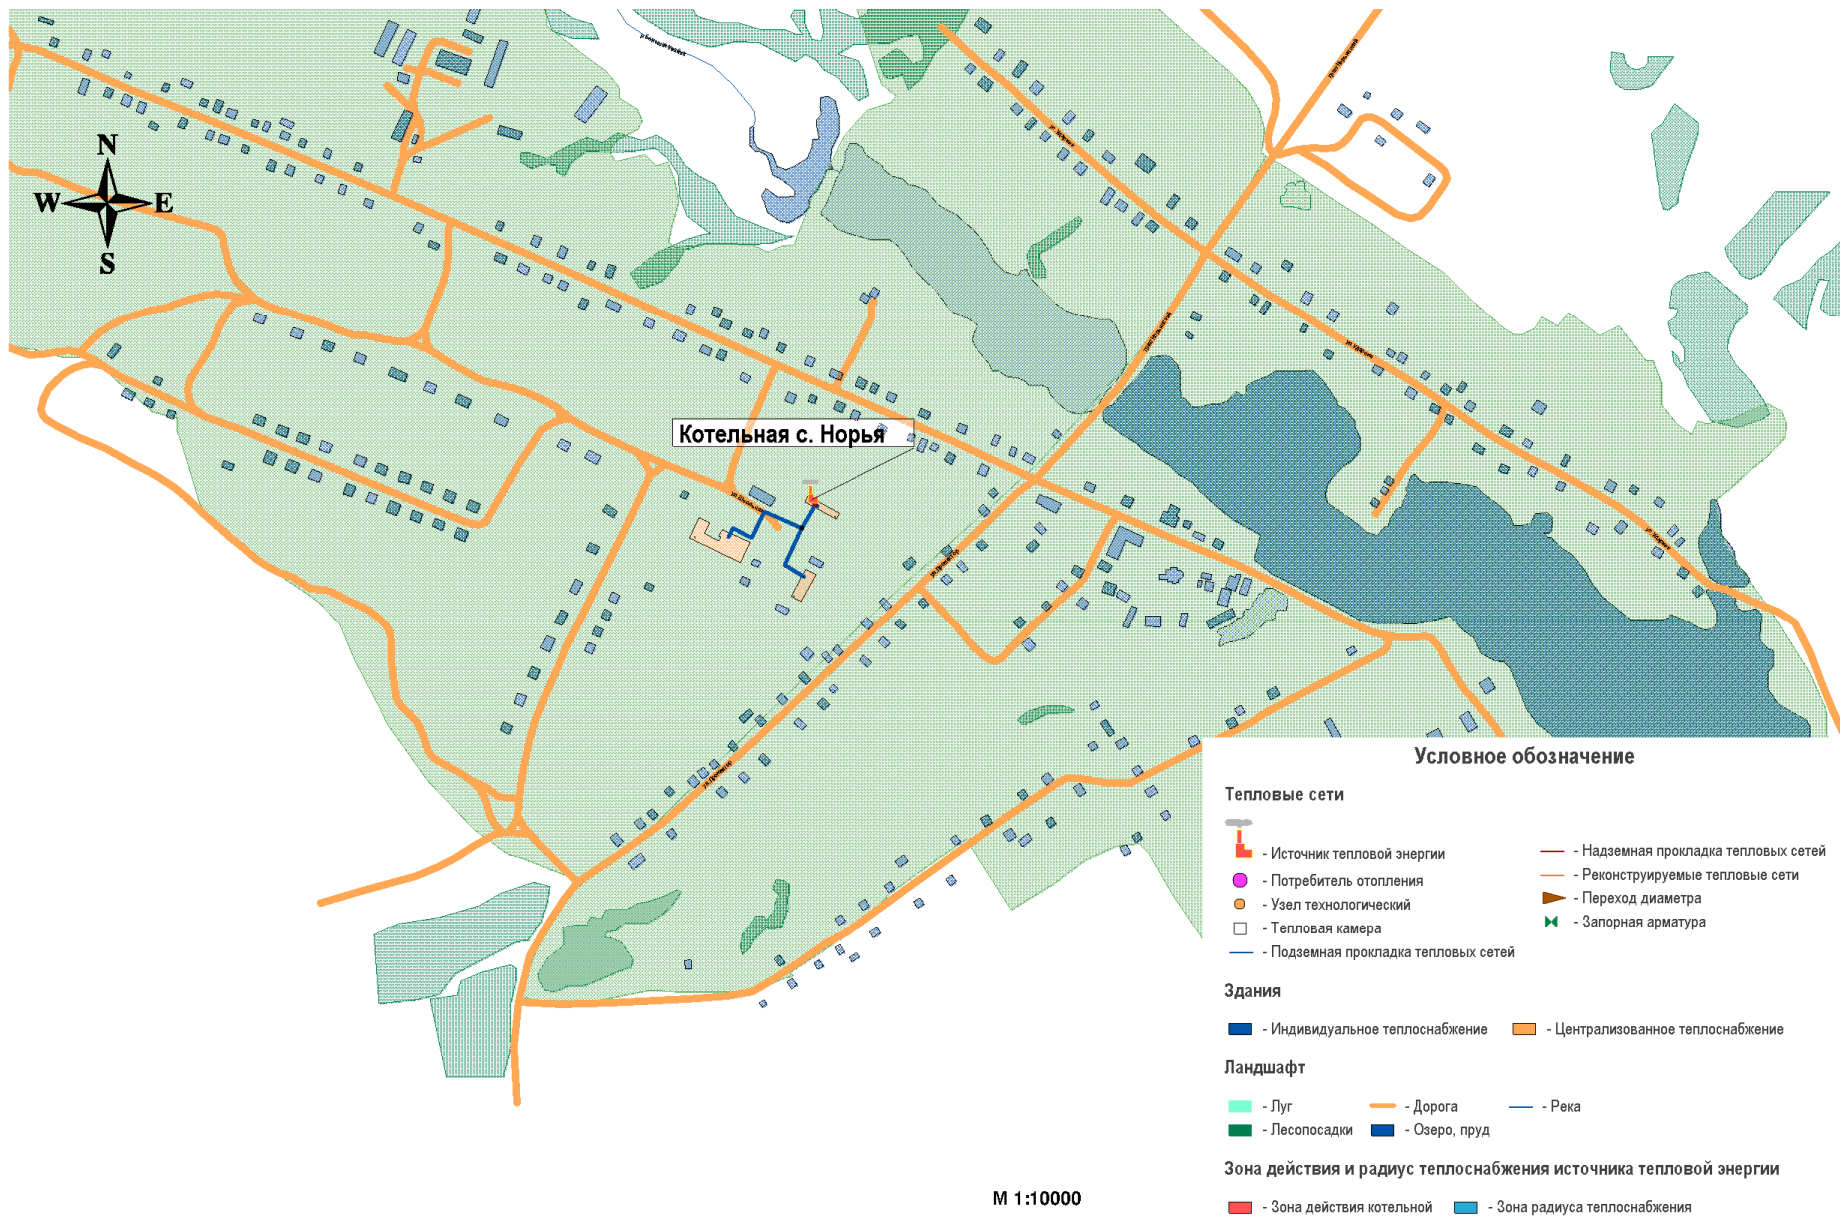 N
W E
S
Котельная с. Норья
Условное обозначение
Тепловые сети
- Источник тепловой энергии
- Потребитель отопления
- Узел технологический
- Тепловая камера
- Подземная прокладка тепловых сетей
- Надземная прокладка тепловых сетей
- Реконструируемые тепловые сети
- Переход диаметра
- Запорная арматура
Здания
- Индивидуальное теплоснабжение - Централизованное теплоснабжение
Ландшафт
- Луг - Дорога - Река
- Лесопосадки - Озеро, пруд
Зона действия и радиус теплоснабжения источника тепловой энергии
- Зона действия котельной - Зона радиуса теплоснабжения
М 1:10000